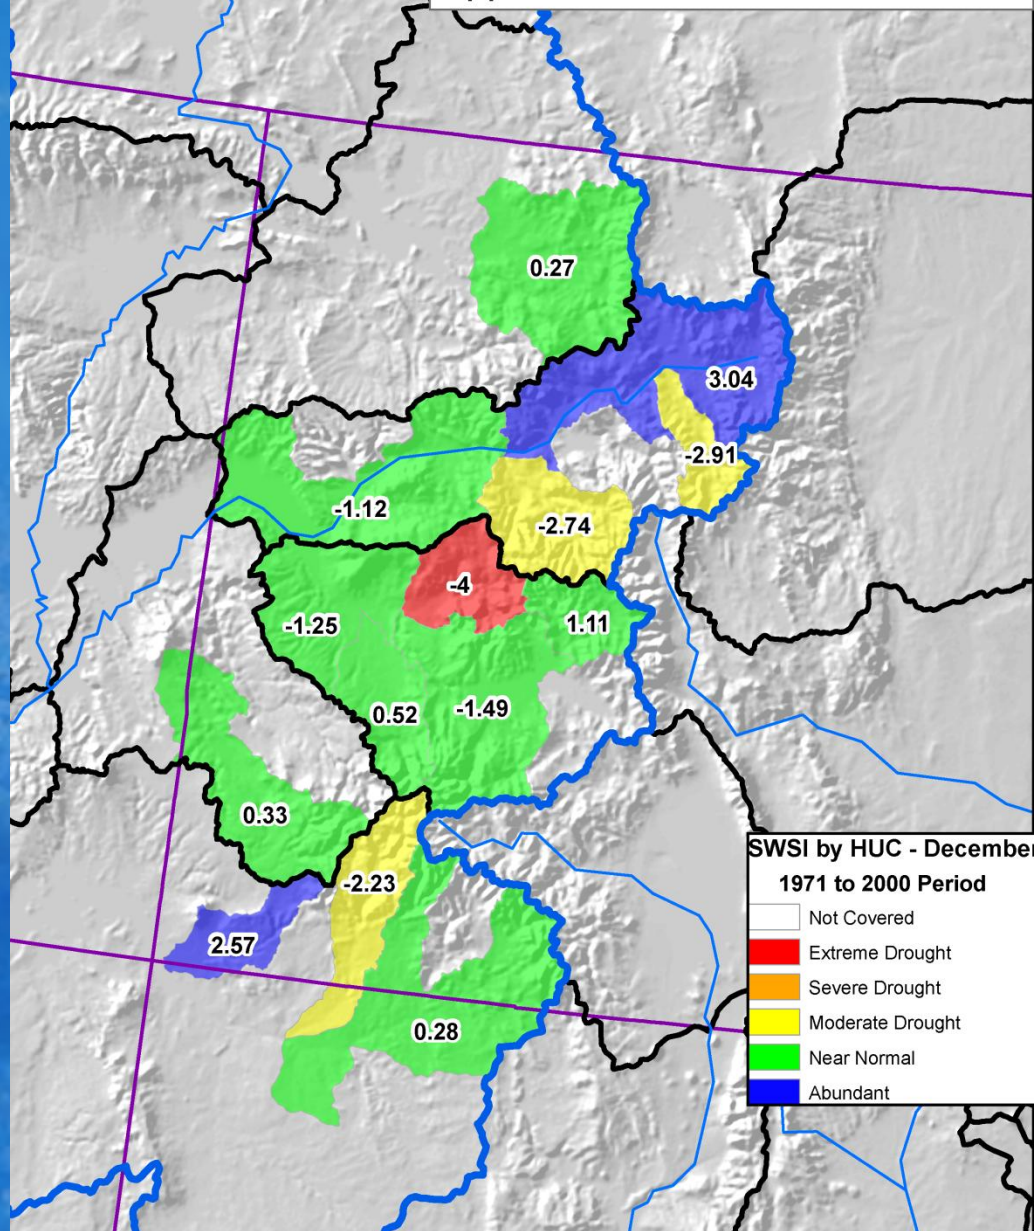 0.27
3.04
-2.91
-1.12
-2.74
-4
-1.25
1.11
0.52
-1.49
0.33
-2.23
2.57
0.28
SWSI by HUC - December
1971 to 2000 Period
Not Covered
Extreme Drought
Severe Drought
Moderate Drought
Near Normal
Abundant